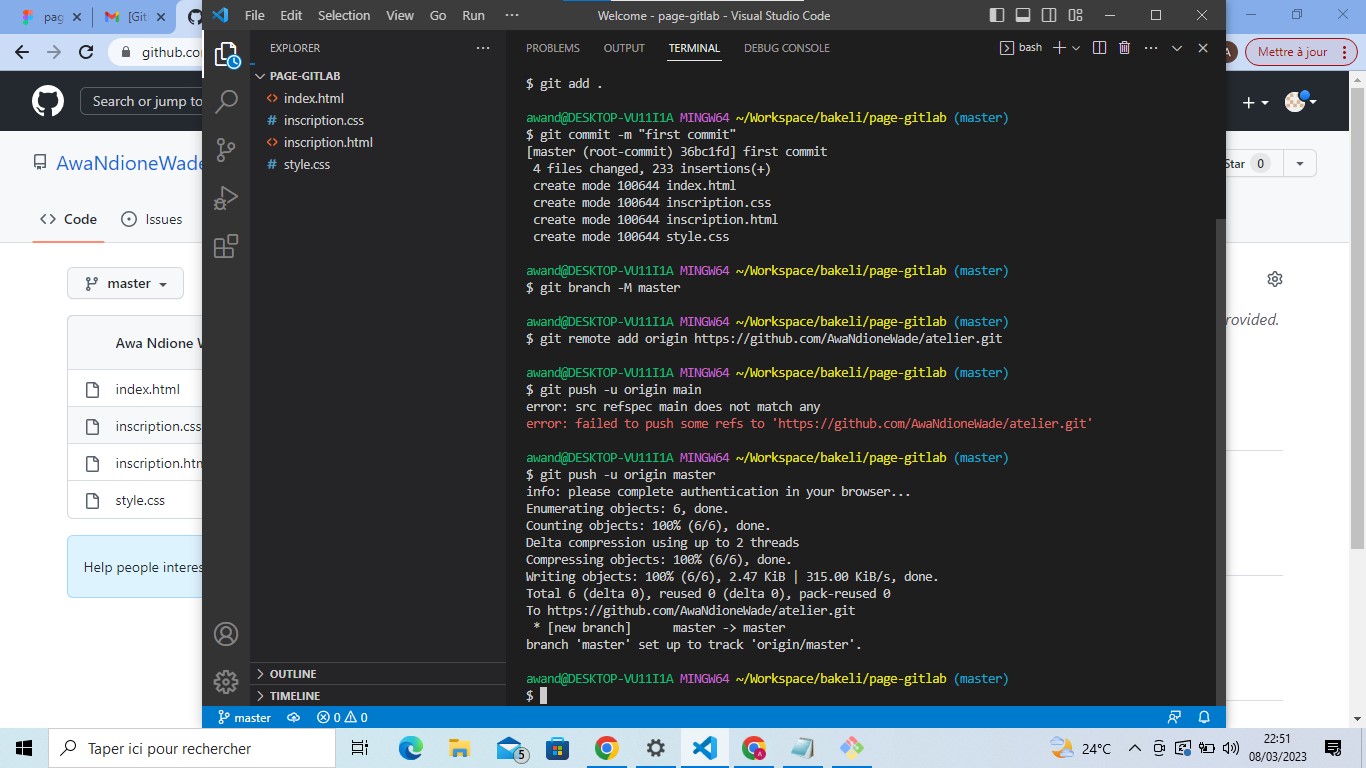 pag
[Git
File Edit Selection View Go Run ···
Welcome - page-gitlab - Visual Studio Code
github.co
Mettre à jour
Search or jump to
AwaNdioneWade
Star 0
Code
Issues
master
rovided.
Awa Ndione W
index.html
inscription.css
inscription.htm
style.css
Help people interes
EXPLORER
PAGE-GITLAB
index.html
inscription.css
inscription.html
style.css
OUTLINE
TIMELINE
PROBLEMS OUTPUT TERMINAL DEBUG CONSOLE
bash
$ git add .
awand@DESKTOP-VU11I1A MINGW64 ~/Workspace/bakeli/page-gitlab (master)
$ git commit -m "first commit"
[master (root-commit) 36bc1fd] first commit
4 files changed, 233 insertions(+)
create mode 100644 index.html
create mode 100644 inscription.css
create mode 100644 inscription.html
create mode 100644 style.css
awand@DESKTOP-VU11I1A MINGW64 ~/Workspace/bakeli/page-gitlab (master)
$ git branch -M master
awand@DESKTOP-VU11I1A MINGW64 ~/Workspace/bakeli/page-gitlab (master)
$ git remote add origin https://github.com/AwaNdioneWade/atelier.git
awand@DESKTOP-VU11I1A MINGW64 ~/Workspace/bakeli/page-gitlab (master)
$ git push -u origin main
error: src refspec main does not match any
error: failed to push some refs to 'https://github.com/AwaNdioneWade/atelier.git'
awand@DESKTOP-VU11I1A MINGW64 ~/Workspace/bakeli/page-gitlab (master)
$ git push -u origin master
info: please complete authentication in your browser...
Enumerating objects: 6, done.
Counting objects: 100% (6/6), done.
Delta compression using up to 2 threads
Compressing objects: 100% (6/6), done.
Writing objects: 100% (6/6), 2.47 KiB | 315.00 KiB/s, done.
Total 6 (delta 0), reused 0 (delta 0), pack-reused 0
To https://github.com/AwaNdioneWade/atelier.git
* [new branch]      master -> master
branch 'master' set up to track 'origin/master'.
awand@DESKTOP-VU11I1A MINGW64 ~/Workspace/bakeli/page-gitlab (master)
$
master 0 0
Taper ici pour rechercher
5
A
24°C
22:51
08/03/2023